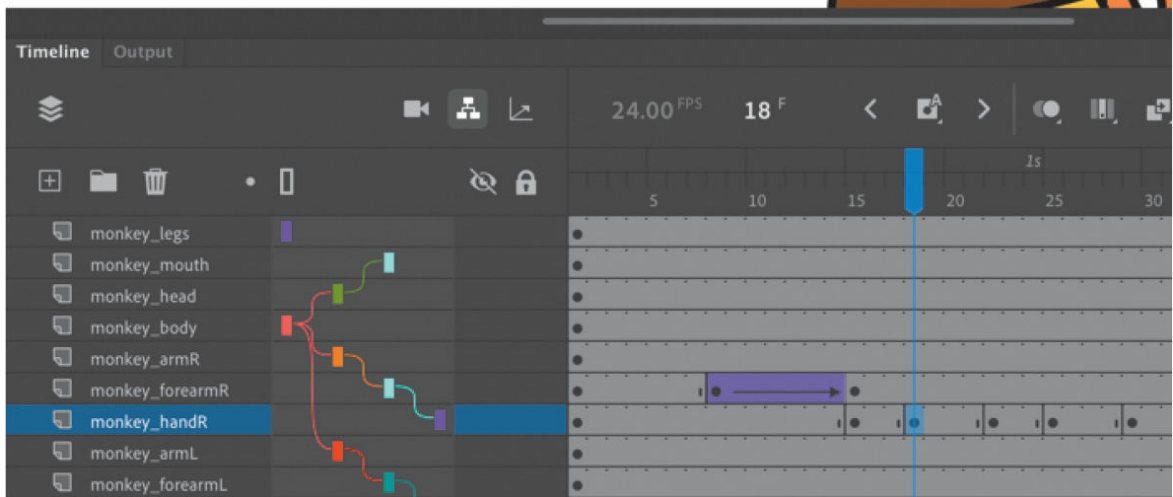 Timeline Output
24.00 FPS 18 F A
1s
5 10 15 20 25 30
monkey_legs
monkey_mouth
monkey_head
monkey_body
monkey_armR
monkey_forearmR
monkey_handR
monkey_armL
monkey_forearmL